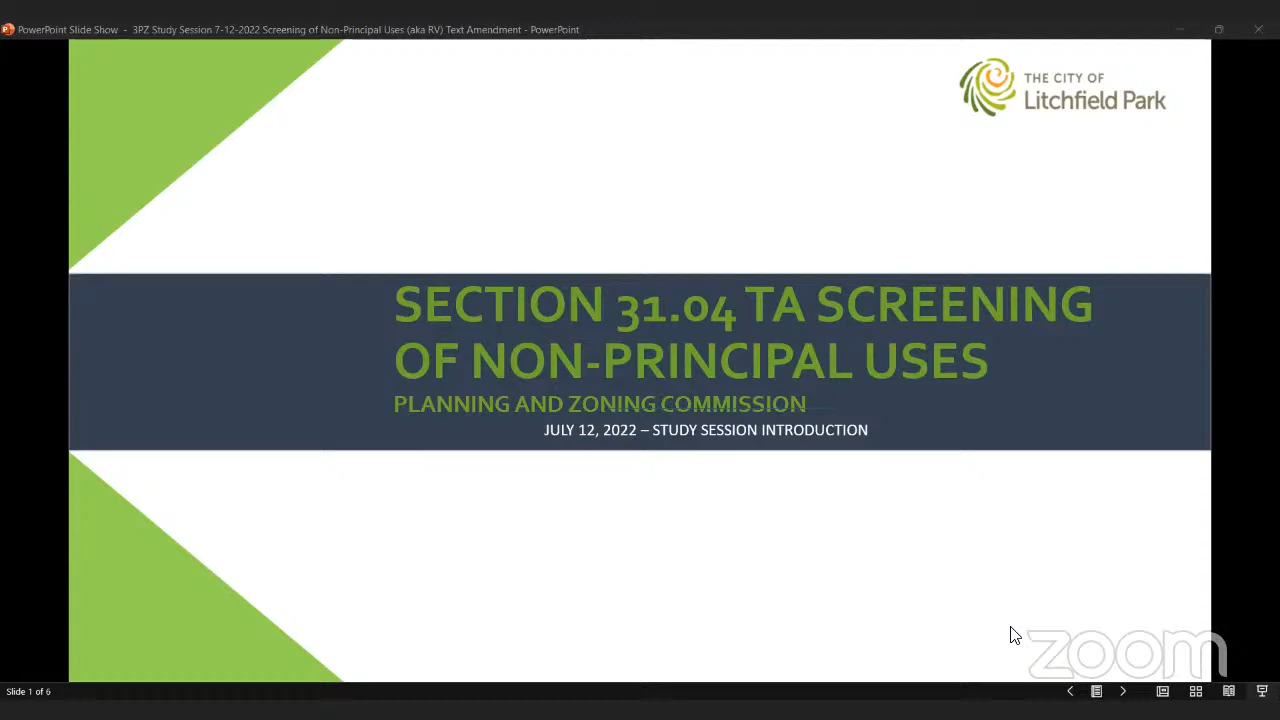 PowerPoint Slide Show - 3PZ Study Session 7-12-2022 Screening of Non-Principal Uses (aka RV) Text Amendment - PowerPoint
THE CITY OF
Litchfield Park
SECTION 31.04 TA SCREENING
OF NON-PRINCIPAL USES
PLANNING AND ZONING COMMISSION
JULY 12, 2022 – STUDY SESSION INTRODUCTION
zoom
Slide 1 of 6